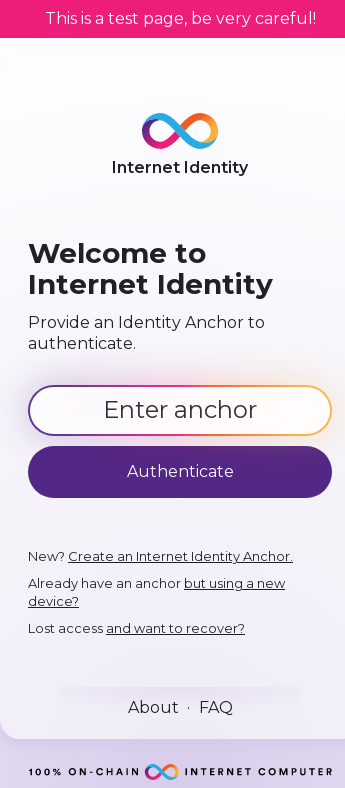 This is a test page, be very careful!
Internet Identity
Welcome to
Internet Identity
Provide an Identity Anchor to
authenticate.
Enter anchor
Authenticate
New? Create an Internet Identity Anchor.
Already have an anchor but using a new
device?
Lost access and want to recover?
About · FAQ
100% ON-CHAIN INTERNET COMPUTER